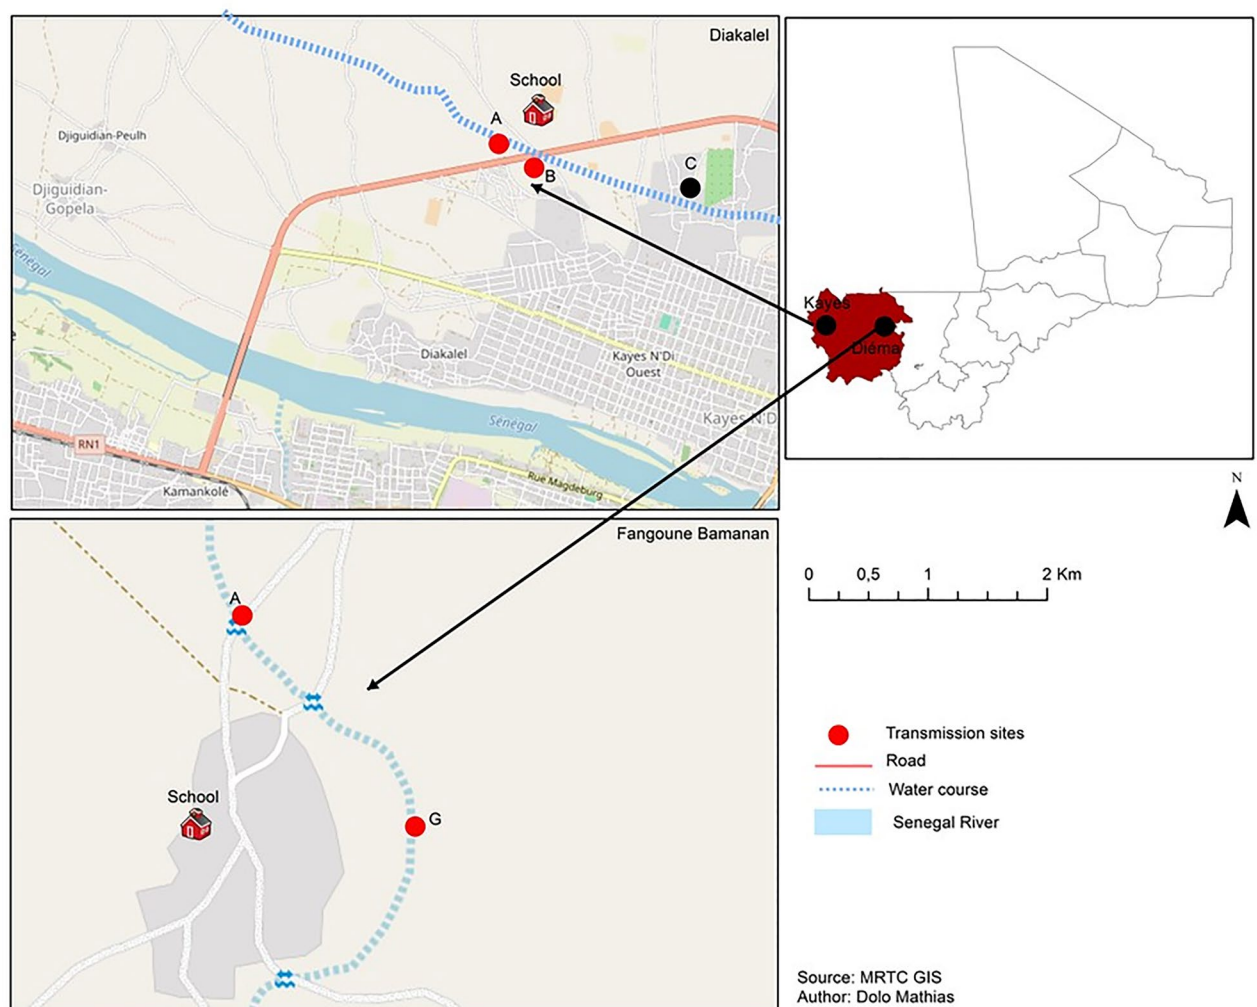 Diakalel
School
A
B
C
Djiguidian-Peulh
Djiguidian-
Gopela
Sénégal
Diakalel
Kayes N'Di
Ouest
Kayes N'D
Sénégal
RN1
Rue Magdeburg
Kamankolé
Kayes
Diéma
N
0 0,5 1 2 Km
Fangoune Bamanan
A
School
G
Transmission sites
Road
Water course
Senegal River
Source: MRTC GIS
Author: Dolo Mathias